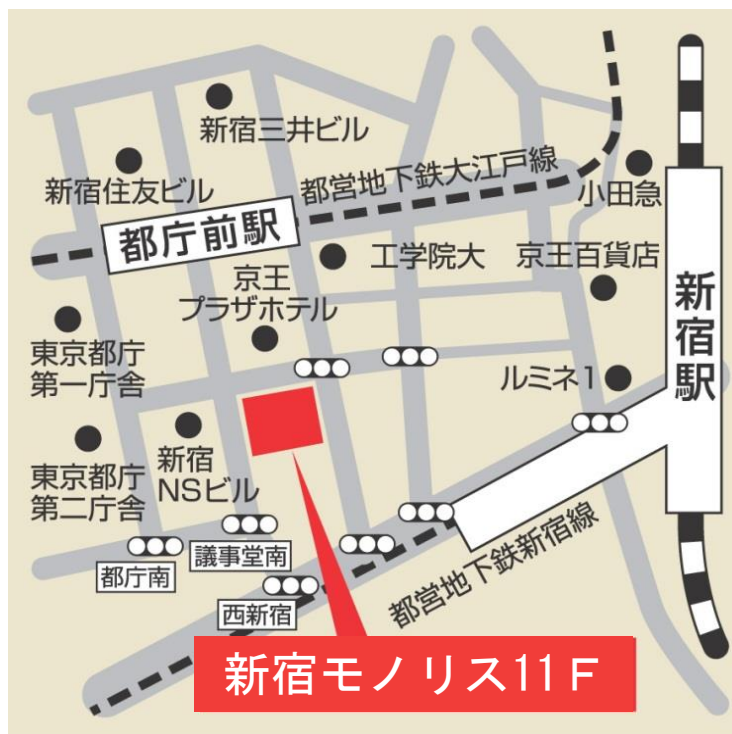 新宿三井ビル
新宿住友ビル
都営地下鉄大江戸線
小田急
都庁前駅
工学院大
京王百貨店
京王
プラザホテル
新宿駅
東京都庁
第一庁舎
ルミネ1
新宿
NSビル
東京都庁
第二庁舎
議事堂南
都庁南
西新宿
都営地下鉄新宿線
新宿モノリス11F